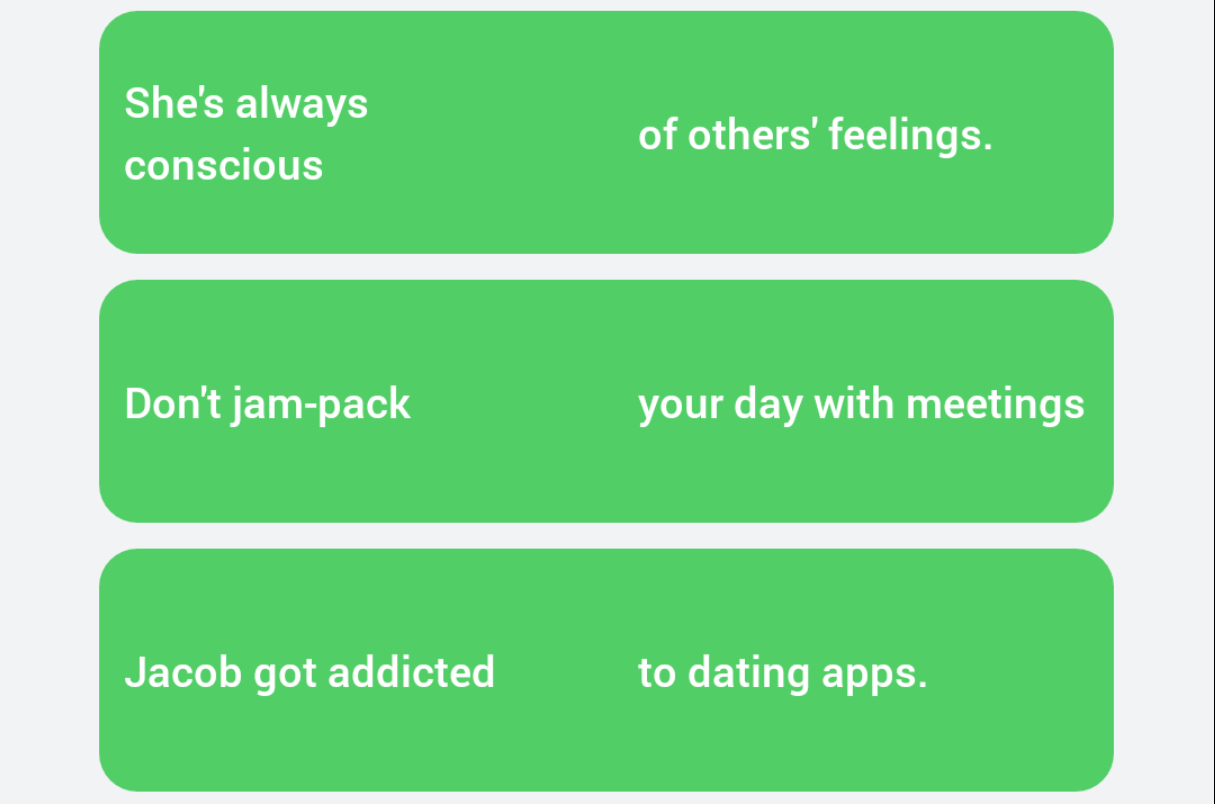 She's always
conscious
of others' feelings.
Don't jam-pack
your day with meetings
Jacob got addicted
to dating apps.